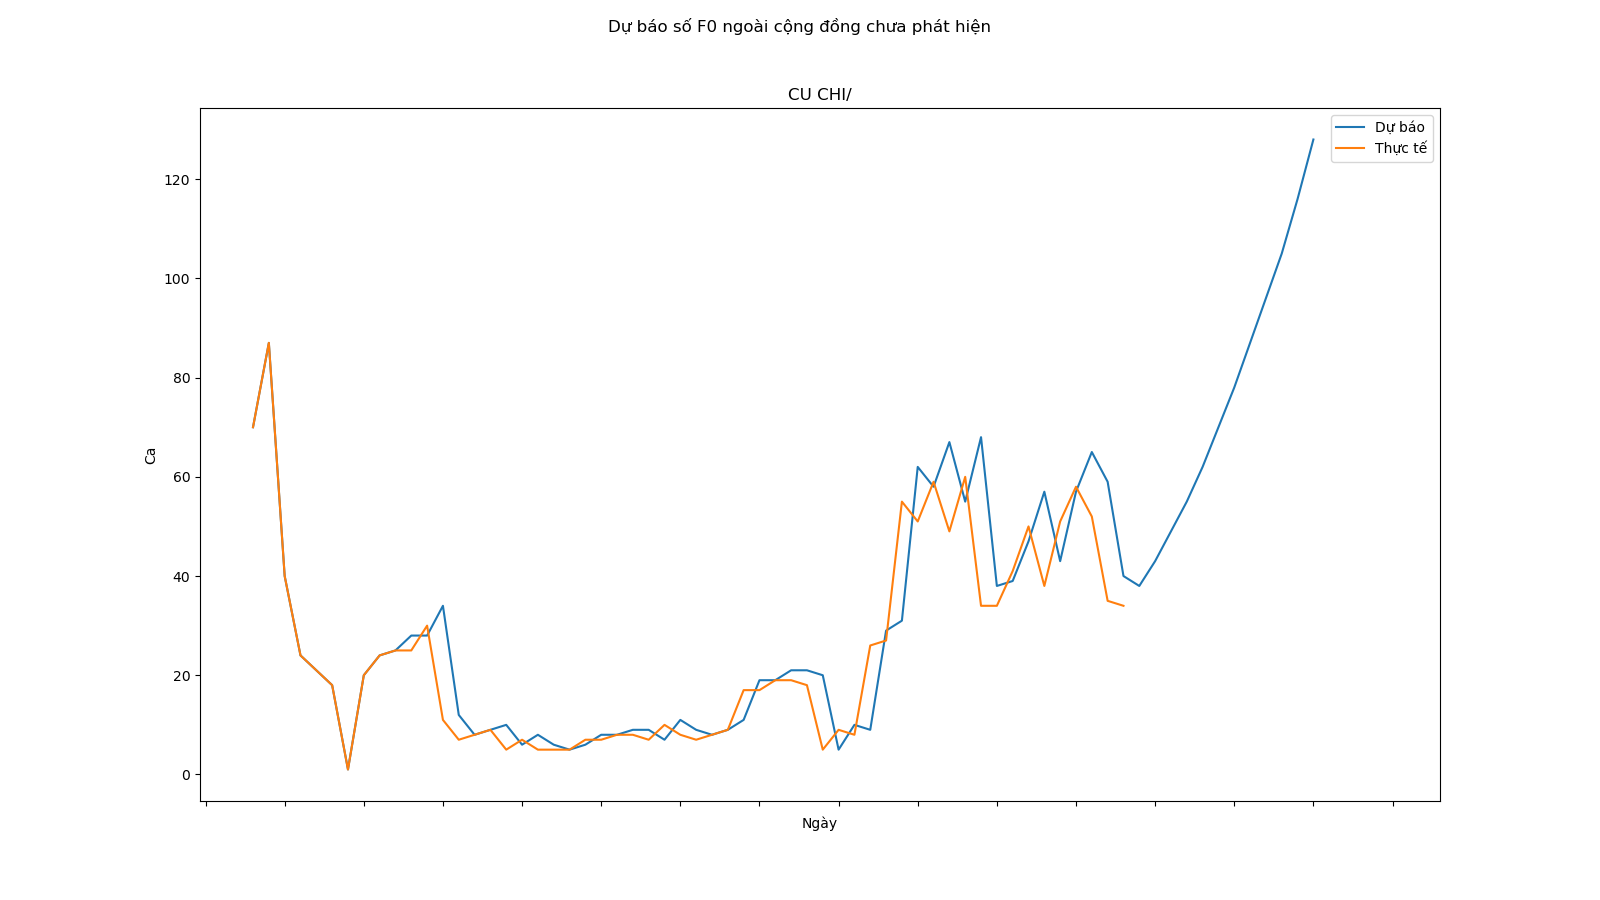 Dự báo số F0 ngoài cộng đồng chưa phát hiện
CU CHI/
Dự báo
Thực tế
120
100
80
60
40
20
0
Ca
Ngày